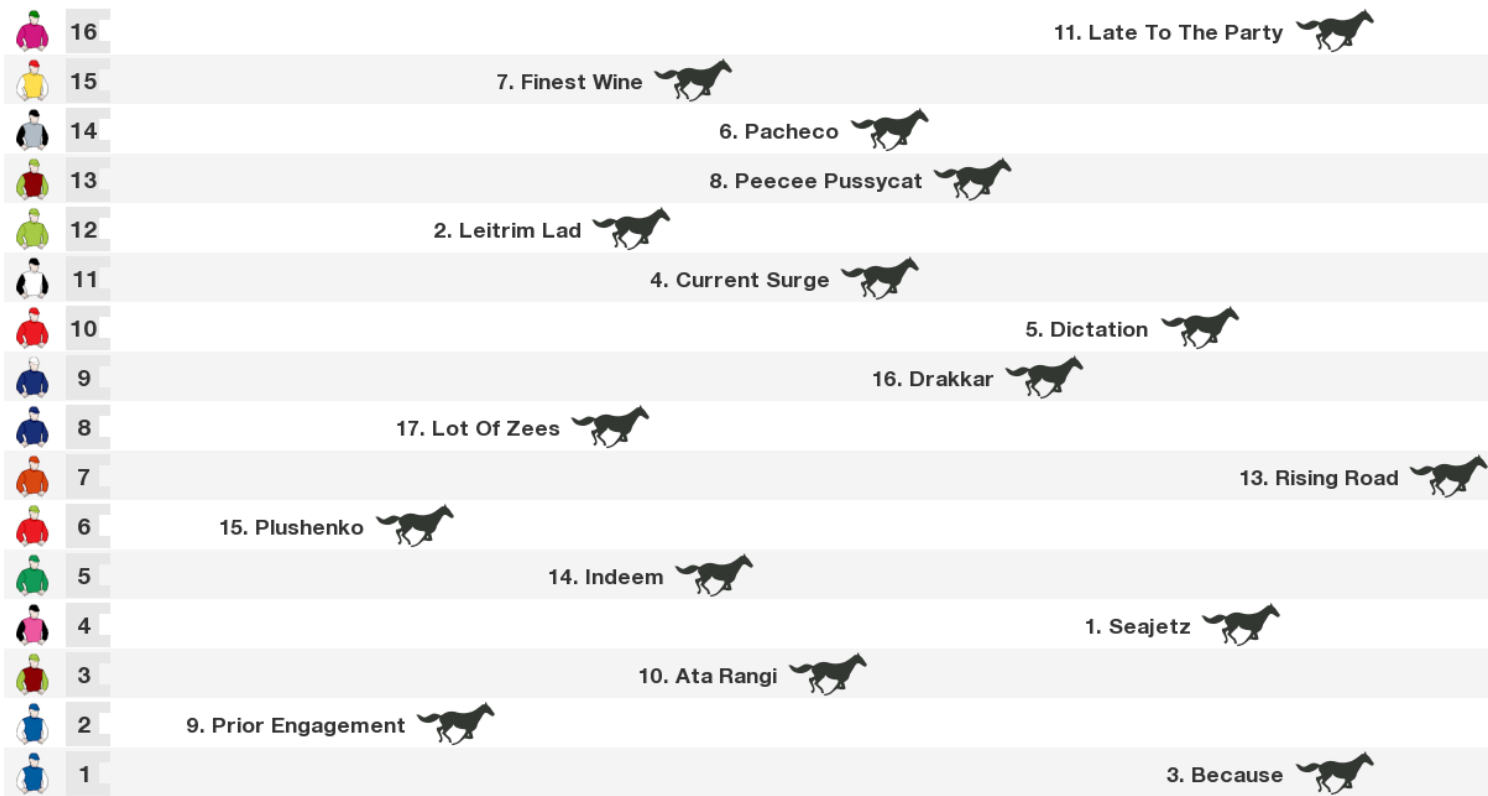 16 11. Late To The Party
15 7. Finest Wine
14 6. Pacheco
13 8. Peecee Pussycat
12 2. Leitrim Lad
11 4. Current Surge
10 5. Dictation
9 16. Drakkar
8 17. Lot Of Zees
7 13. Rising Road
6 15. Plushenko
5 14. Indeem
4 1. Seajetz
3 10. Ata Rangi
2 9. Prior Engagement
1 3. Because